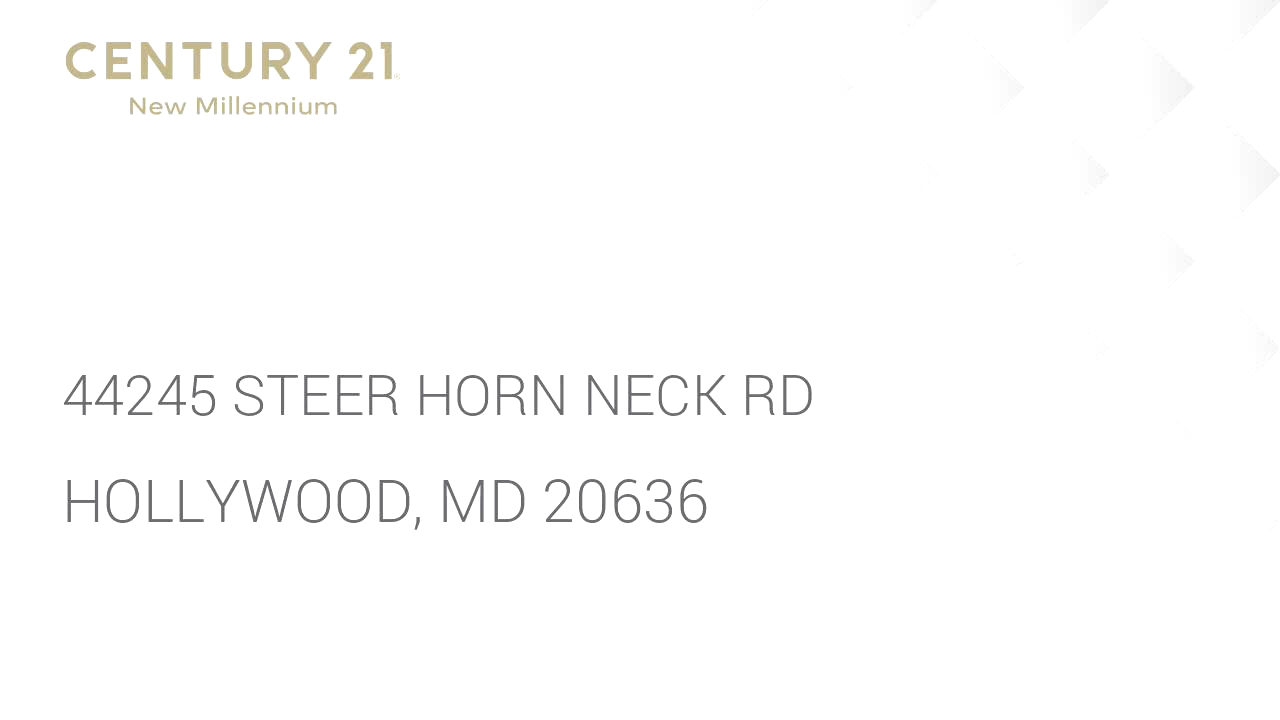 CENTURY 21
New Millennium
44245 STEER HORN NECK RD
HOLLYWOOD, MD 20636